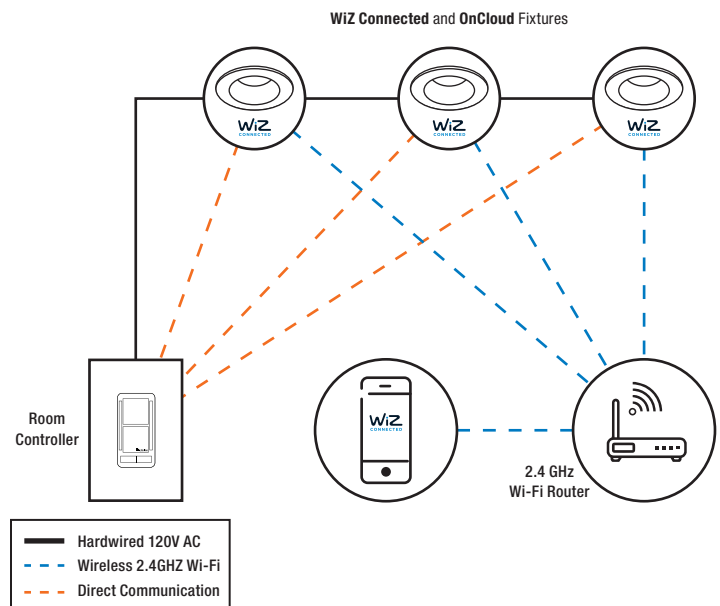 WiZ Connected and OnCloud Fixtures
WiZ
CONNECTED
WiZ
CONNECTED
WiZ
CONNECTED
Room
Controller
WiZ
CONNECTED
2.4 GHz
Wi-Fi Router
Hardwired 120V AC
Wireless 2.4GHZ Wi-Fi
Direct Communication